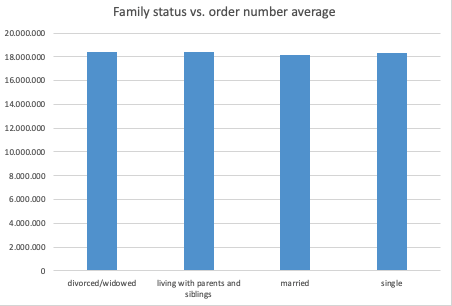 Family status vs. order number average
20.000.000
18.000.000
16.000.000
14.000.000
12.000.000
10.000.000
8.000.000
6.000.000
4.000.000
2.000.000
0
divorced/widowed
living with parents and
siblings
married
single